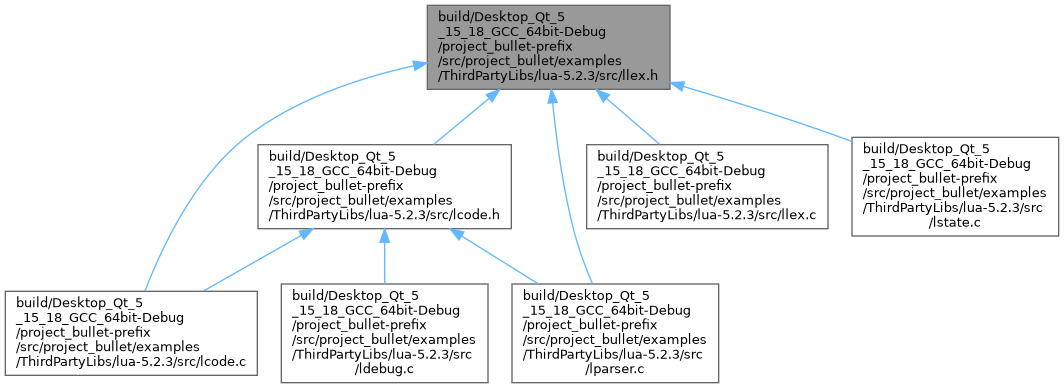 build/Desktop_Qt_5
_15_18_GCC_64bit-Debug
/project_bullet-prefix
/src/project_bullet/examples
/ThirdPartyLibs/lua-5.2.3/src/llex.h
build/Desktop_Qt_5
_15_18_GCC_64bit-Debug
/project_bullet-prefix
/src/project_bullet/examples
/ThirdPartyLibs/lua-5.2.3/src/lcode.h
build/Desktop_Qt_5
_15_18_GCC_64bit-Debug
/project_bullet-prefix
/src/project_bullet/examples
/ThirdPartyLibs/lua-5.2.3/src/llex.c
build/Desktop_Qt_5
_15_18_GCC_64bit-Debug
/project_bullet-prefix
/src/project_bullet/examples
/ThirdPartyLibs/lua-5.2.3/src
/lstate.c
build/Desktop_Qt_5
_15_18_GCC_64bit-Debug
/project_bullet-prefix
/src/project_bullet/examples
/ThirdPartyLibs/lua-5.2.3/src/lcode.c
build/Desktop_Qt_5
_15_18_GCC_64bit-Debug
/project_bullet-prefix
/src/project_bullet/examples
/ThirdPartyLibs/lua-5.2.3/src
/ldebug.c
build/Desktop_Qt_5
_15_18_GCC_64bit-Debug
/project_bullet-prefix
/src/project_bullet/examples
/ThirdPartyLibs/lua-5.2.3/src
/lparser.c